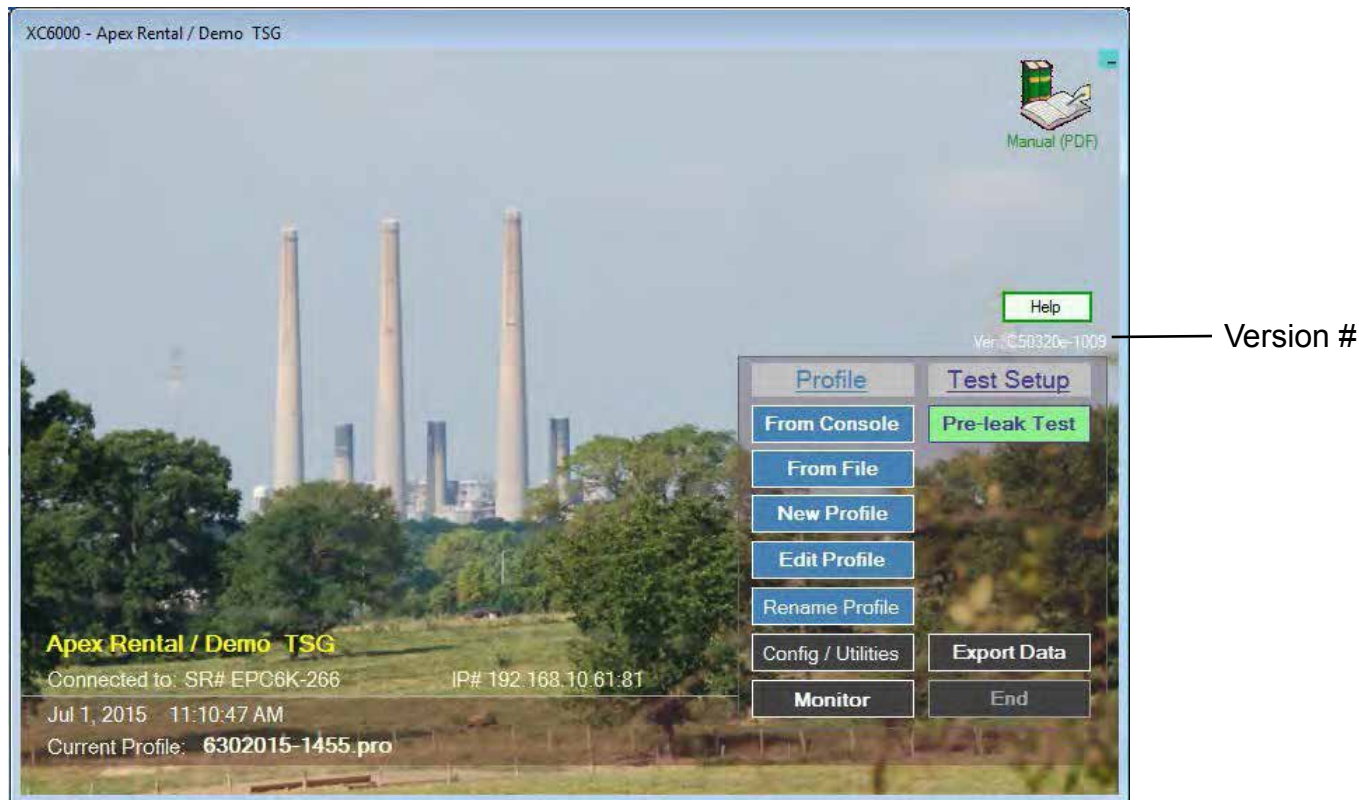 XC6000 - Apex Rental / Demo TSG
Manual (PDF)
Help
Ver.: C50320e-1009
Version #
Profile
Test Setup
From Console
Pre-leak Test
From File
New Profile
Edit Profile
Rename Profile
Config / Utilities
Export Data
Monitor
End
Apex Rental / Demo TSG
Connected to: SR# EPC6K-266 IP# 192.168.10.61:81
Jul 1, 2015 11:10:47 AM
Current Profile: 6302015-1455.pro